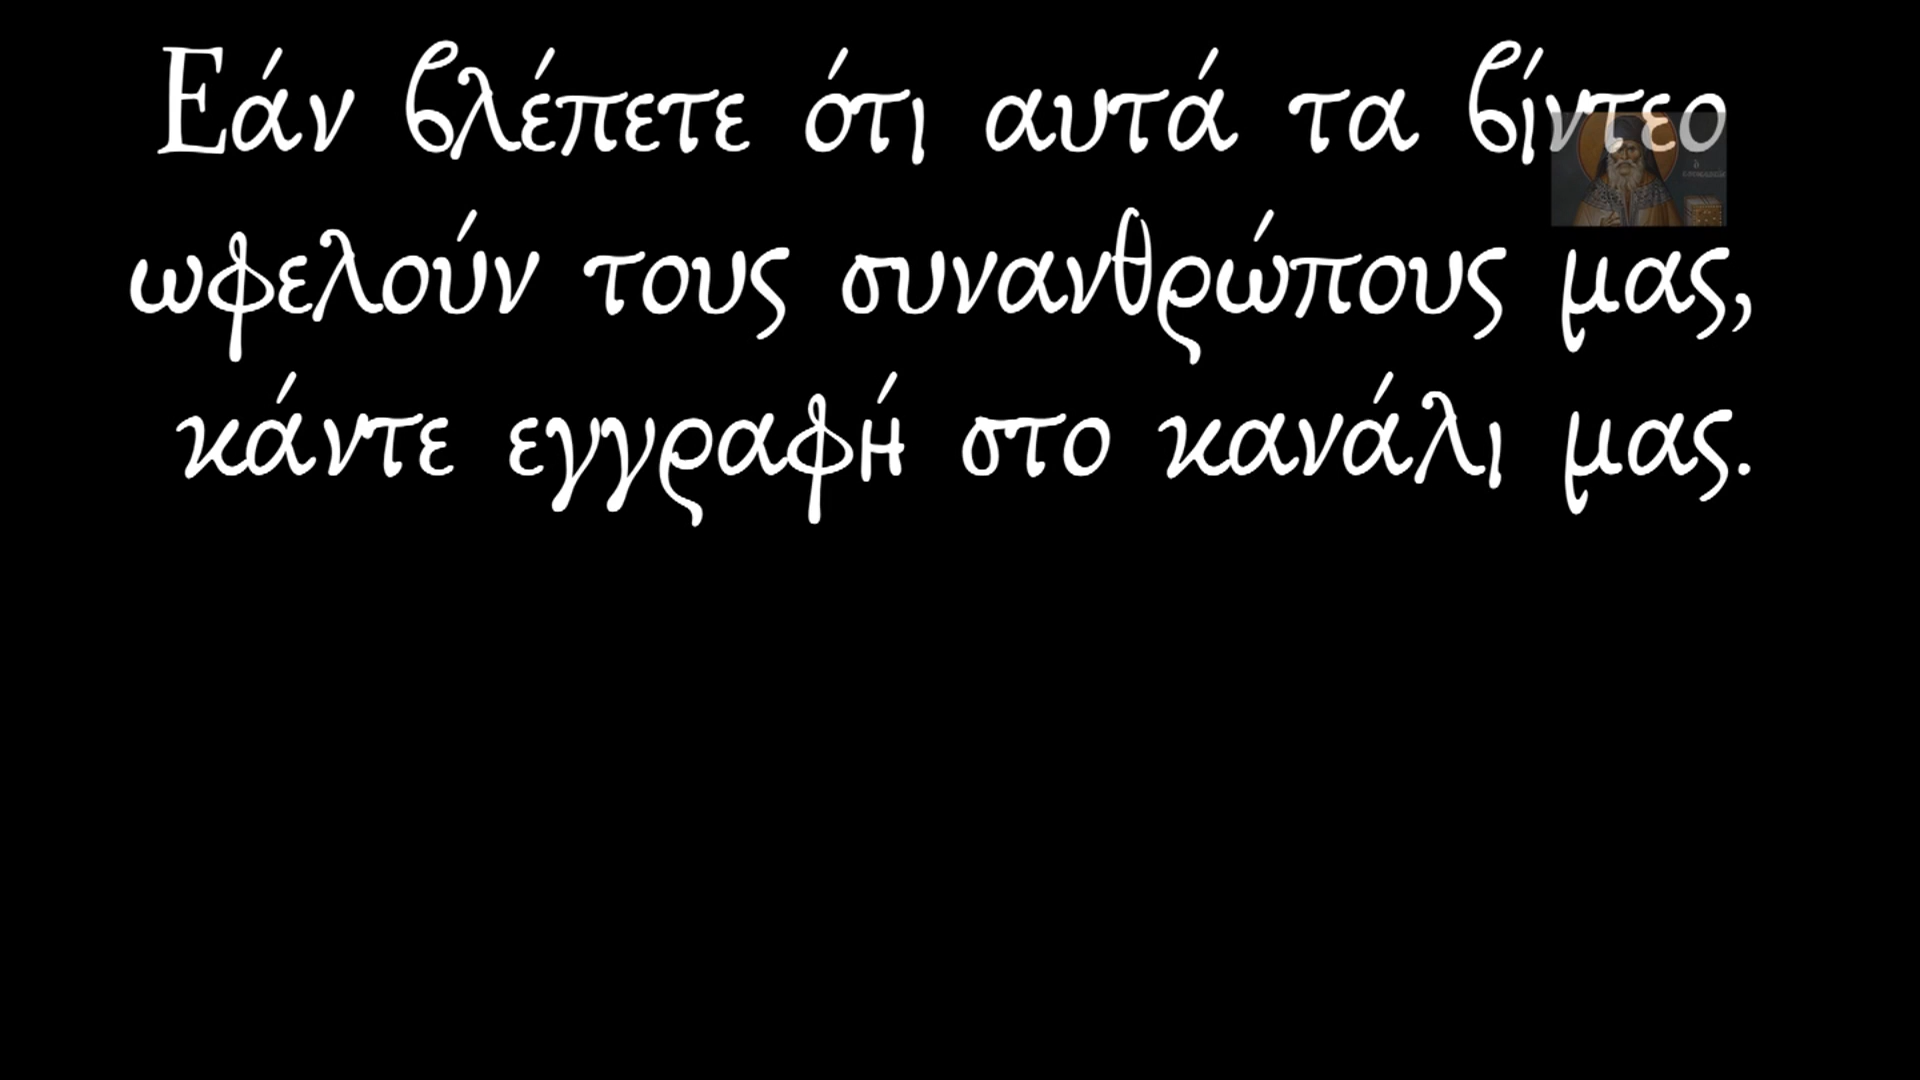 Εάν βλέπετε ότι αυτά τα βίντεο
ωφελούν τους συνανθρώπους μας,
κάντε εγγραφή στο κανάλι μας.